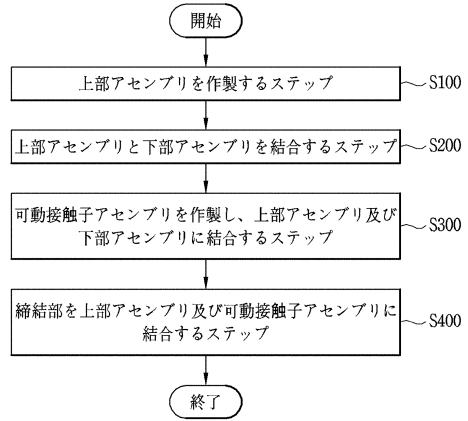 開始
上部アセンブリを作製するステップ
S100
上部アセンブリと下部アセンブリを結合するステップ
S200
可動接触子アセンブリを作製し、上部アセンブリ及び
下部アセンブリに結合するステップ
S300
締結部を上部アセンブリ及び可動接触子アセンブリに
結合するステップ
S400
終了